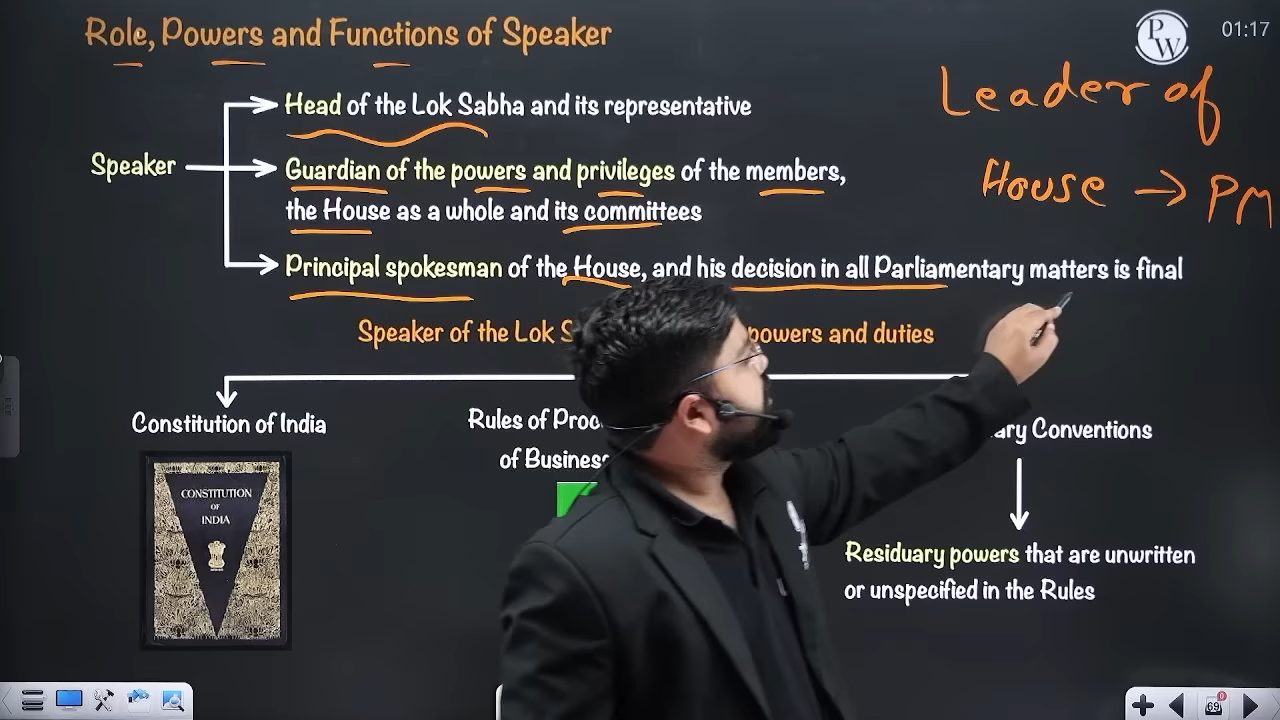 Role, Powers and Functions of Speaker
PW
01:17
Leader of
House → PM
Speaker
Head of the Lok Sabha and its representative
Guardian of the powers and privileges of the members,
the House as a whole and its committees
Principal spokesman of the House, and his decision in all Parliamentary matters is final
Speaker of the Lok powers and duties
Constitution of India
CONSTITUTION
OF
INDIA
Rules of
of Business
Conventions
Residuary powers that are unwritten
or unspecified in the Rules
69